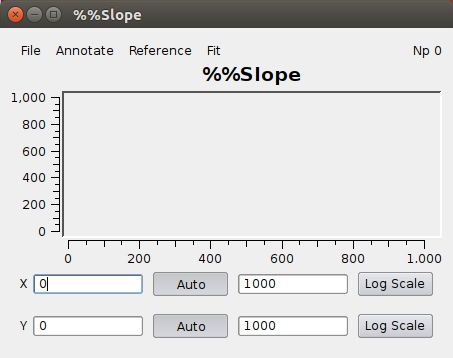 %%Slope
File Annotate Reference Fit Np 0
%%Slope
1,000
800
600
400
200
0
0 200 400 600 800 1.000
X 0 Auto 1000 Log Scale
Y 0 Auto 1000 Log Scale